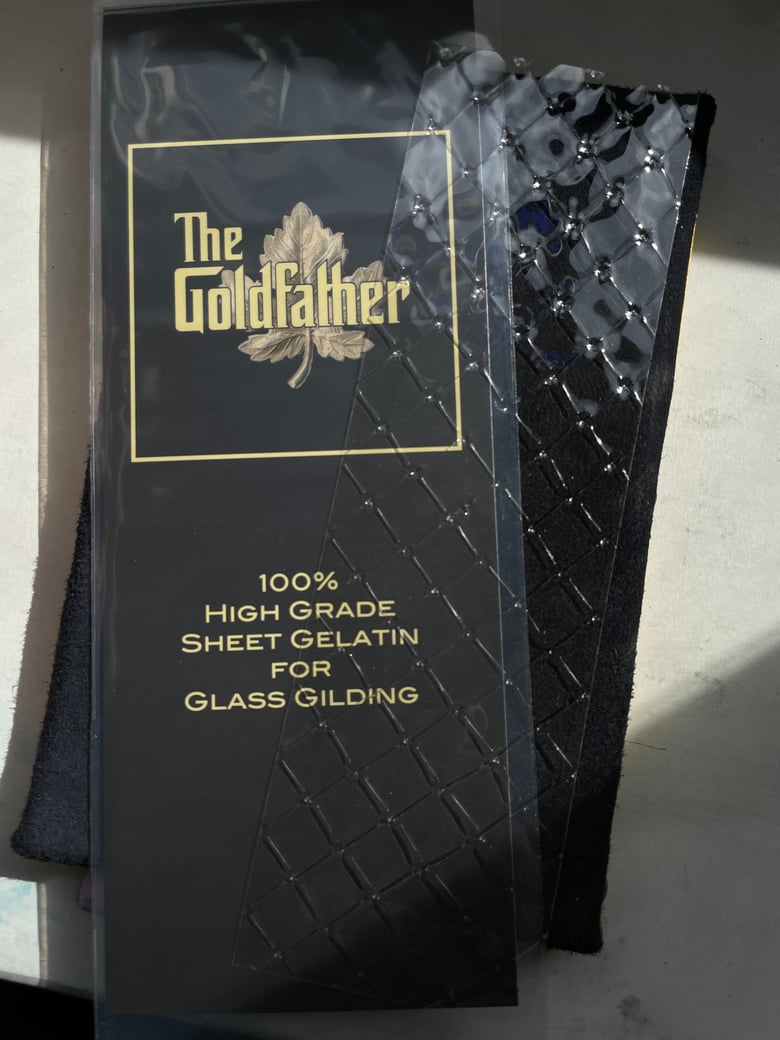 The
Goldfather
100%
High Grade
Sheet Gelatin
for
Glass Gilding